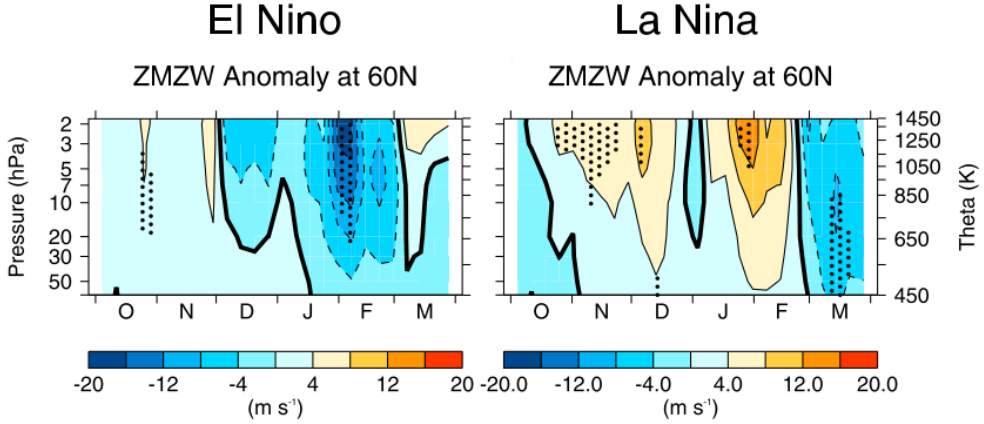 El Nino
La Nina
ZMZW Anomaly at 60N
ZMZW Anomaly at 60N
Pressure (hPa)
2
3
5
7
10
20
30
50
1450
1250
1050
850
650
450
Theta (K)
O N D J F M
O N D J F M
-20 -12 -4 4 12 20
-20.0 -12.0 -4.0 4.0 12.0 20.0
(m s⁻¹)
(m s⁻¹)